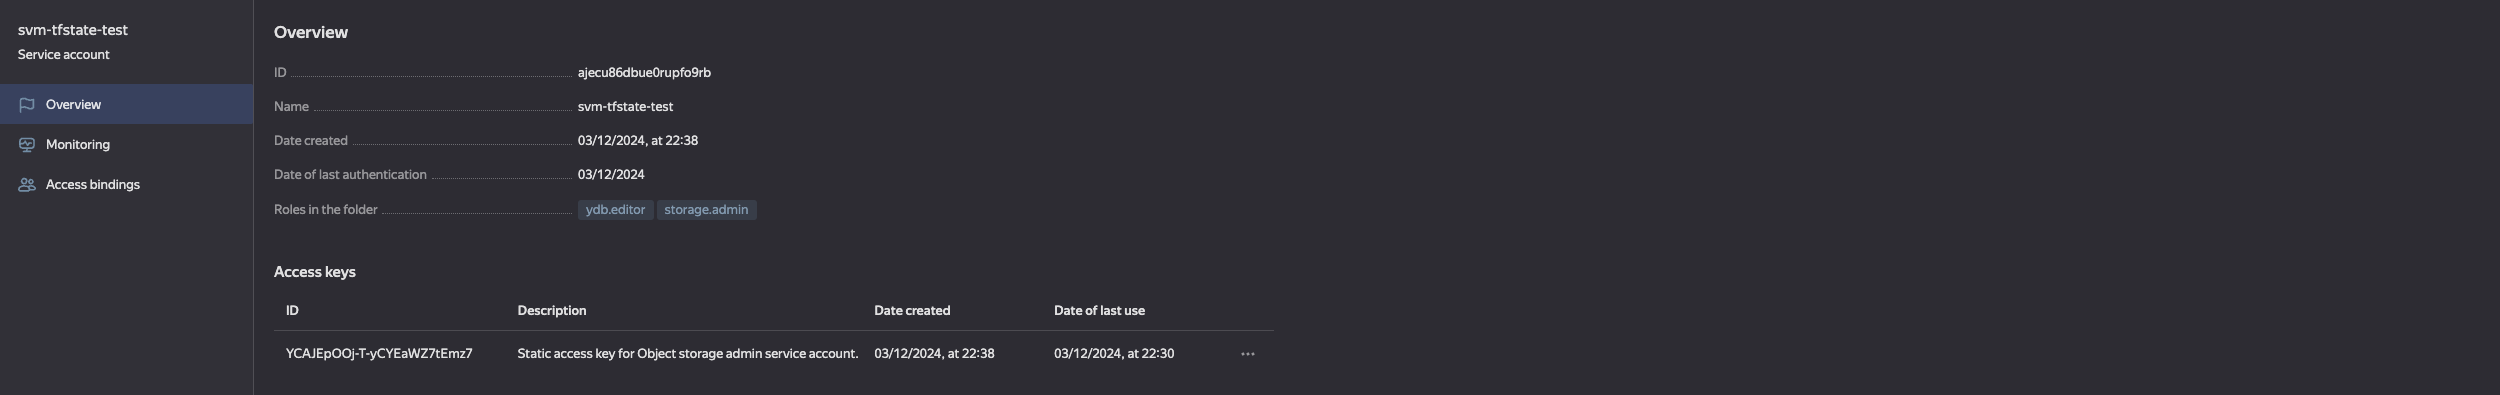 svm-tfstate-test
Service account
Overview
Monitoring
Access bindings
Overview
ID ajecu86dbue0rupfo9rb
Name svm-tfstate-test
Date created 03/12/2024, at 22:38
Date of last authentication 03/12/2024
Roles in the folder ydb.editor storage.admin
Access keys
ID Description Date created Date of last use
YCAJEpOOj-T-yCYEaWZ7tEmz7 Static access key for Object storage admin service account. 03/12/2024, at 22:38 03/12/2024, at 22:30